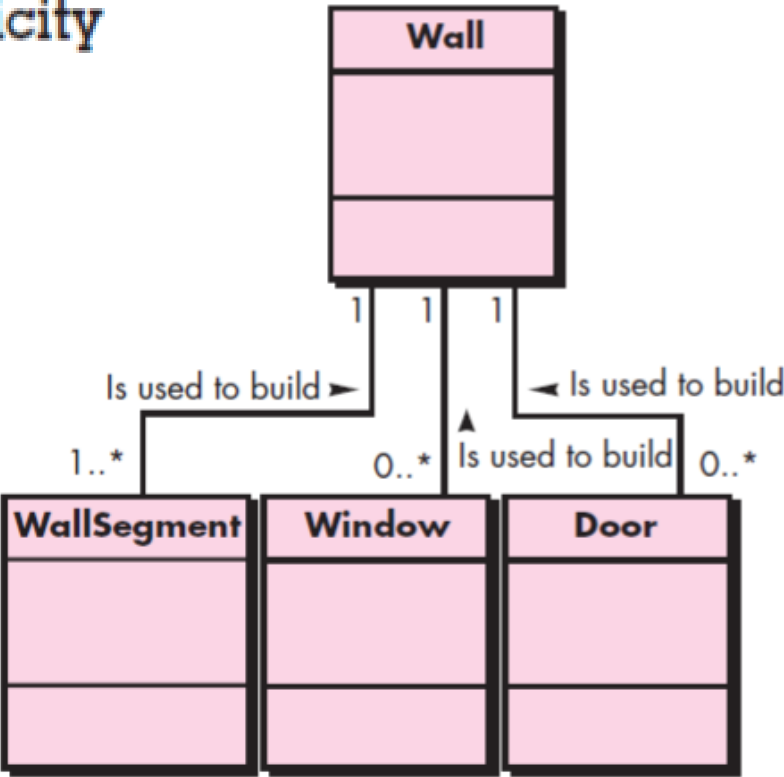 Wall
1 1 1
Is used to build
Is used to build
1..*
0..*
Is used to build
0..*
WallSegment
Window
Door